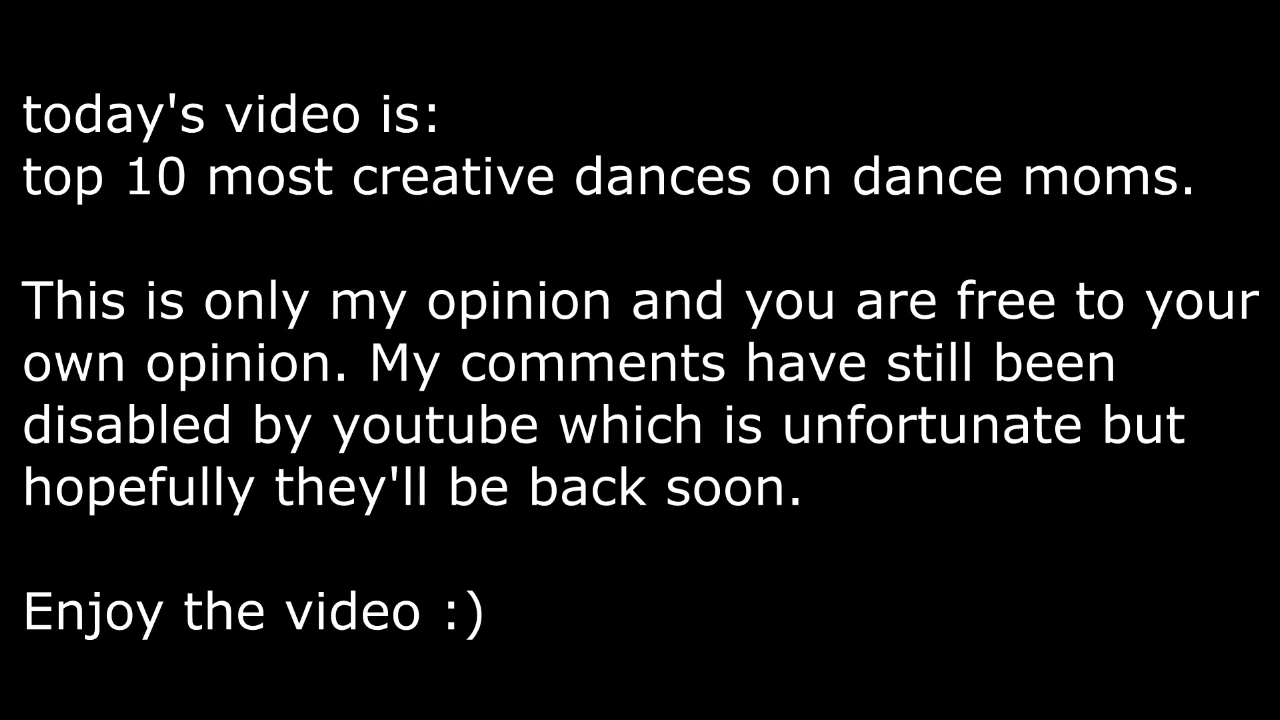 today's video is:
top 10 most creative dances on dance moms.
This is only my opinion and you are free to your
own opinion. My comments have still been
disabled by youtube which is unfortunate but
hopefully they'll be back soon.
Enjoy the video :)